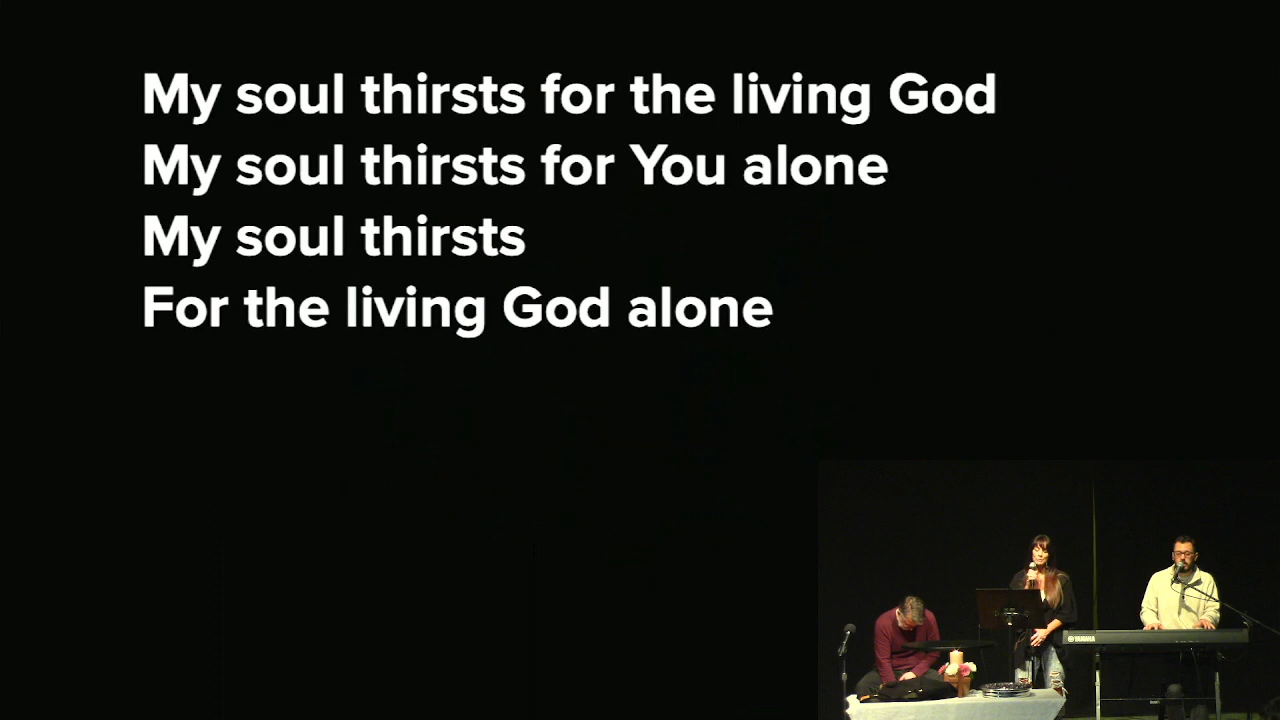 My soul thirsts for the living God
My soul thirsts for You alone
My soul thirsts
For the living God alone
YAMAHA